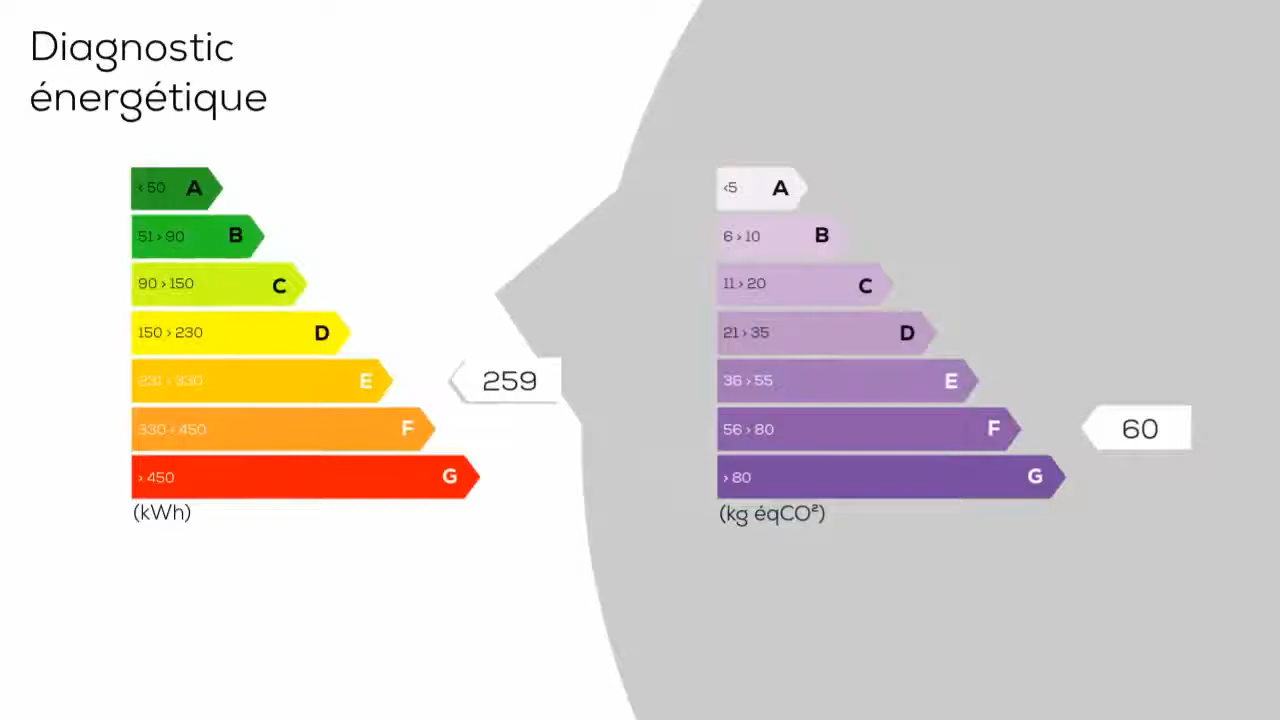 Diagnostic
énergétique
< 50 A
51 > 90 B
90 > 150 C
150 > 230 D
231 > 330 E
259
330 > 450 F
> 450 G
(kWh)
<5 A
6 > 10 B
11 > 20 C
21 > 35 D
36 > 55 E
56 > 80 F
60
> 80 G
(kg éqCO²)